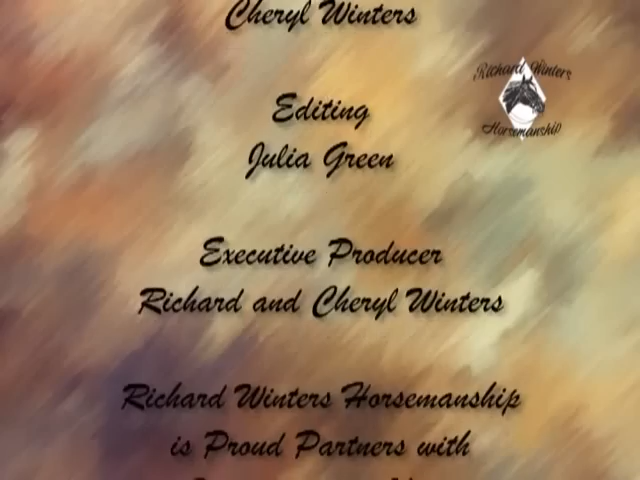 Cheryl Winters
Richard Winters
Horsemanship
Editing
Julia Green
Executive Producer
Richard and Cheryl Winters
Richard Winters Horsemanship
is Proud Partners with